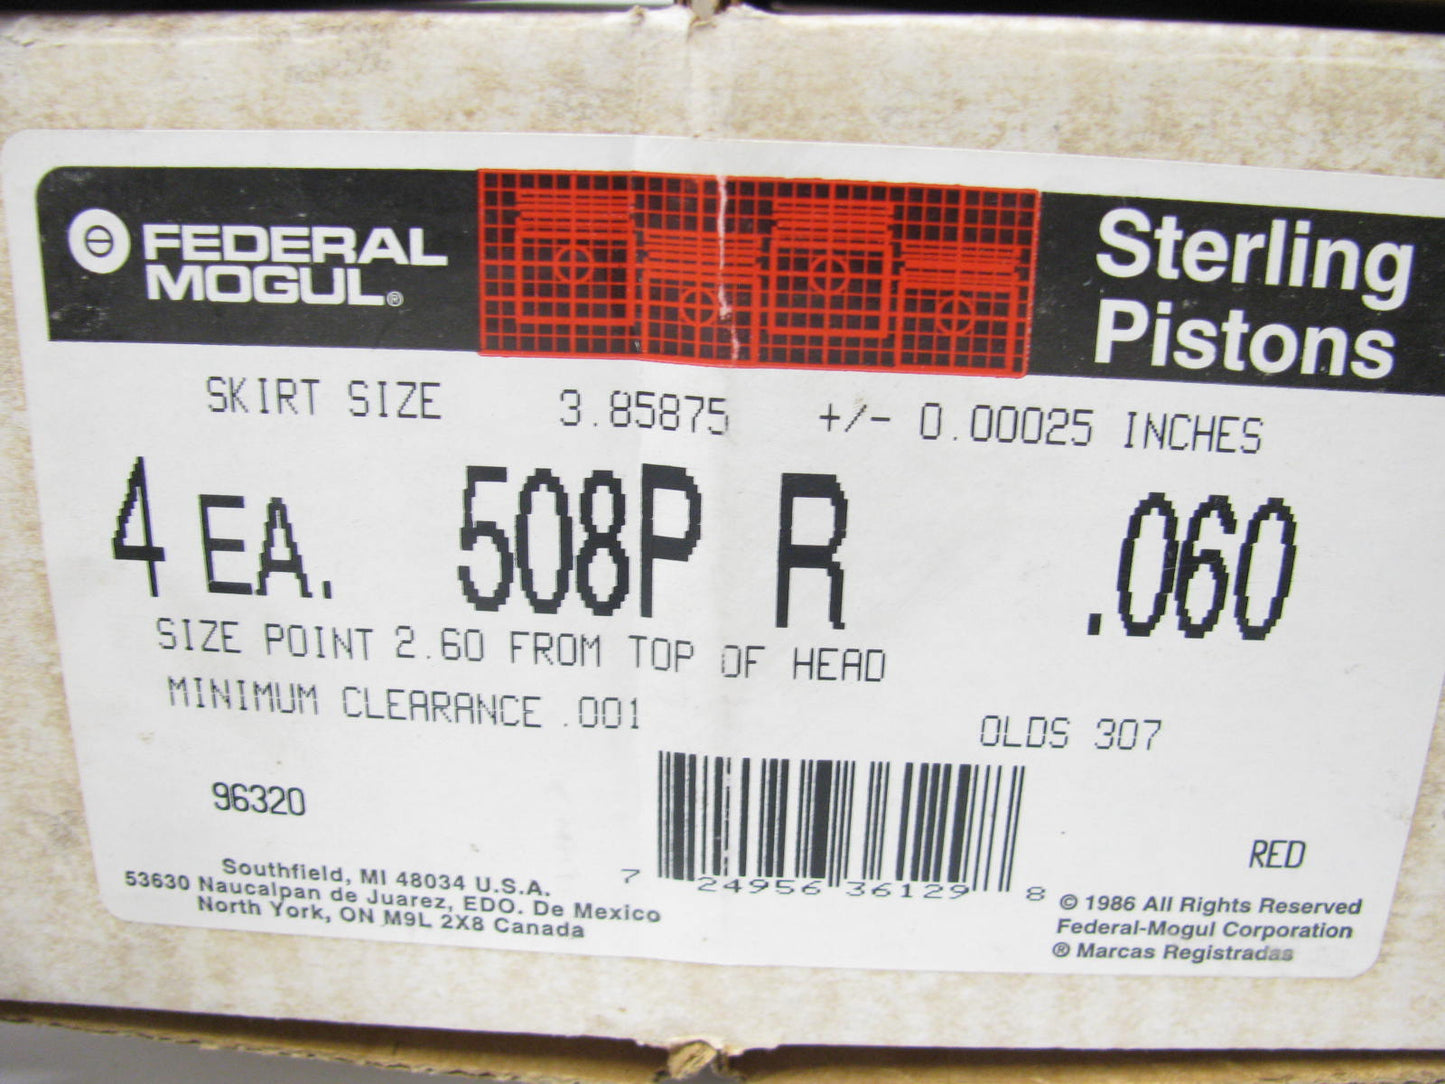 FEDERAL
MOGUL®
Sterling
Pistons
SKIRT SIZE 3.85875 +/- 0.00025 INCHES
4 EA. 508P R .060
SIZE POINT 2.60 FROM TOP OF HEAD
MINIMUM CLEARANCE .001
OLDS 307
96320
RED
7 24956 36129 8
Southfield, MI 48034 U.S.A.
53630 Naucalpan de Juarez, EDO. De Mexico
North York, ON M9L 2X8 Canada
© 1986 All Rights Reserved
Federal-Mogul Corporation
® Marcas Registradas